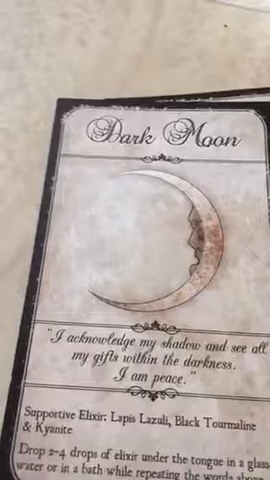 Dark Moon
"I acknowledge my shadow and see all
my gifts within the darkness.
I am peace."
Supportive Elixir: Lapis Lazuli, Black Tourmaline
& Kyanite
Drop 2-4 drops of elixir under the tongue in a glass
water or in a bath while repeating the words above